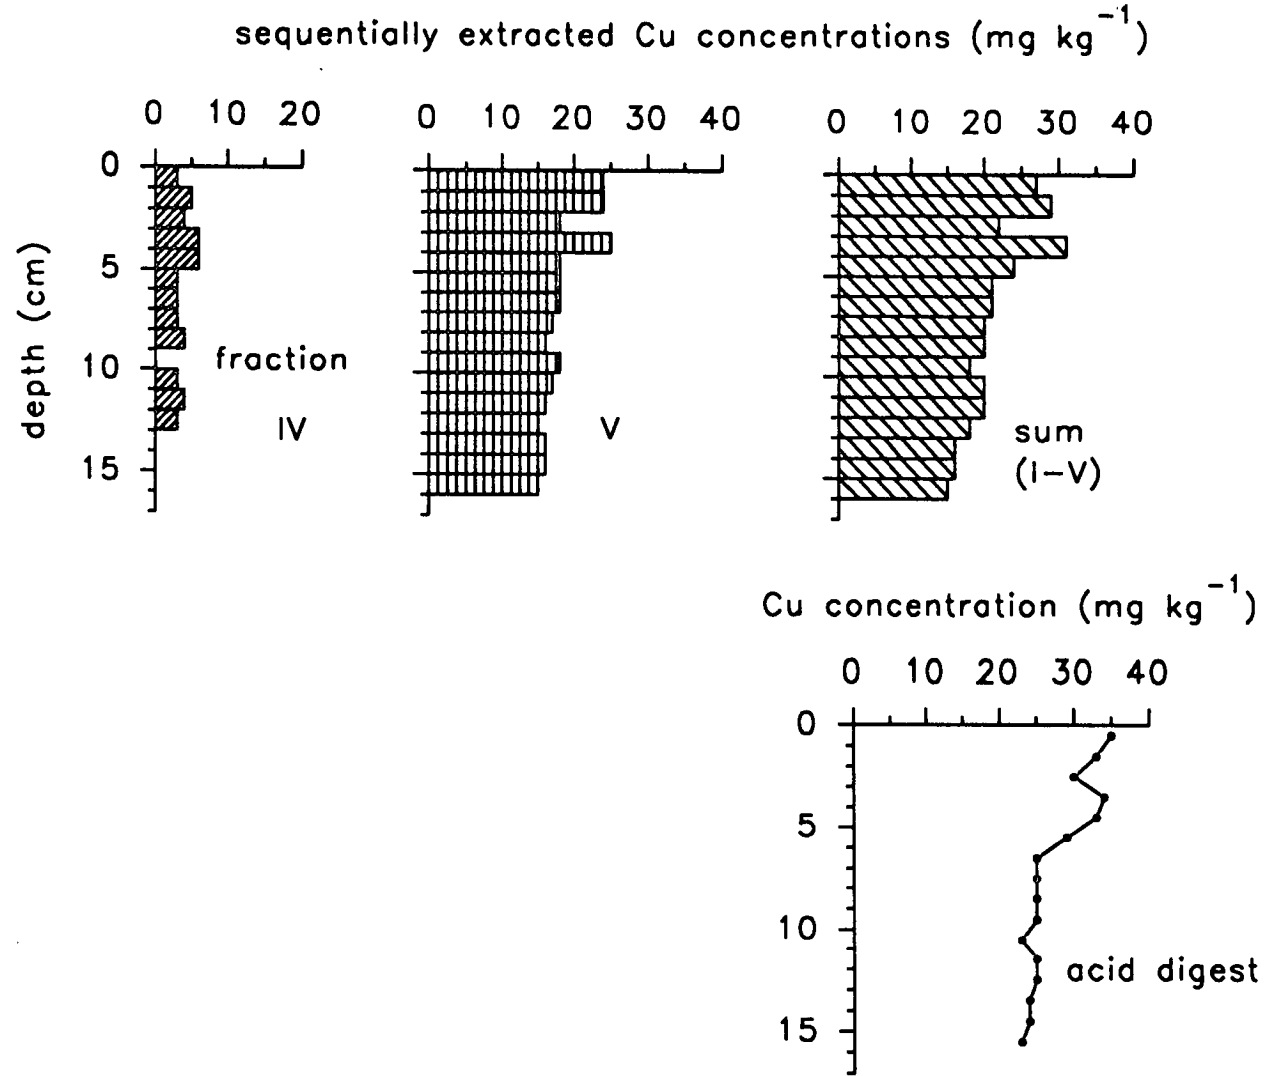 sequentially extracted Cu concentrations (mg kg⁻¹)
0 10 20
0 10 20 30 40
0 10 20 30 40
0
5
10
15
depth (cm)
fraction
IV
V
sum
(I-V)
Cu concentration (mg kg⁻¹)
0 10 20 30 40
0
5
10
15
acid digest